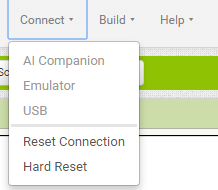 Connect Build Help
AI Companion
Emulator
USB
Reset Connection
Hard Reset